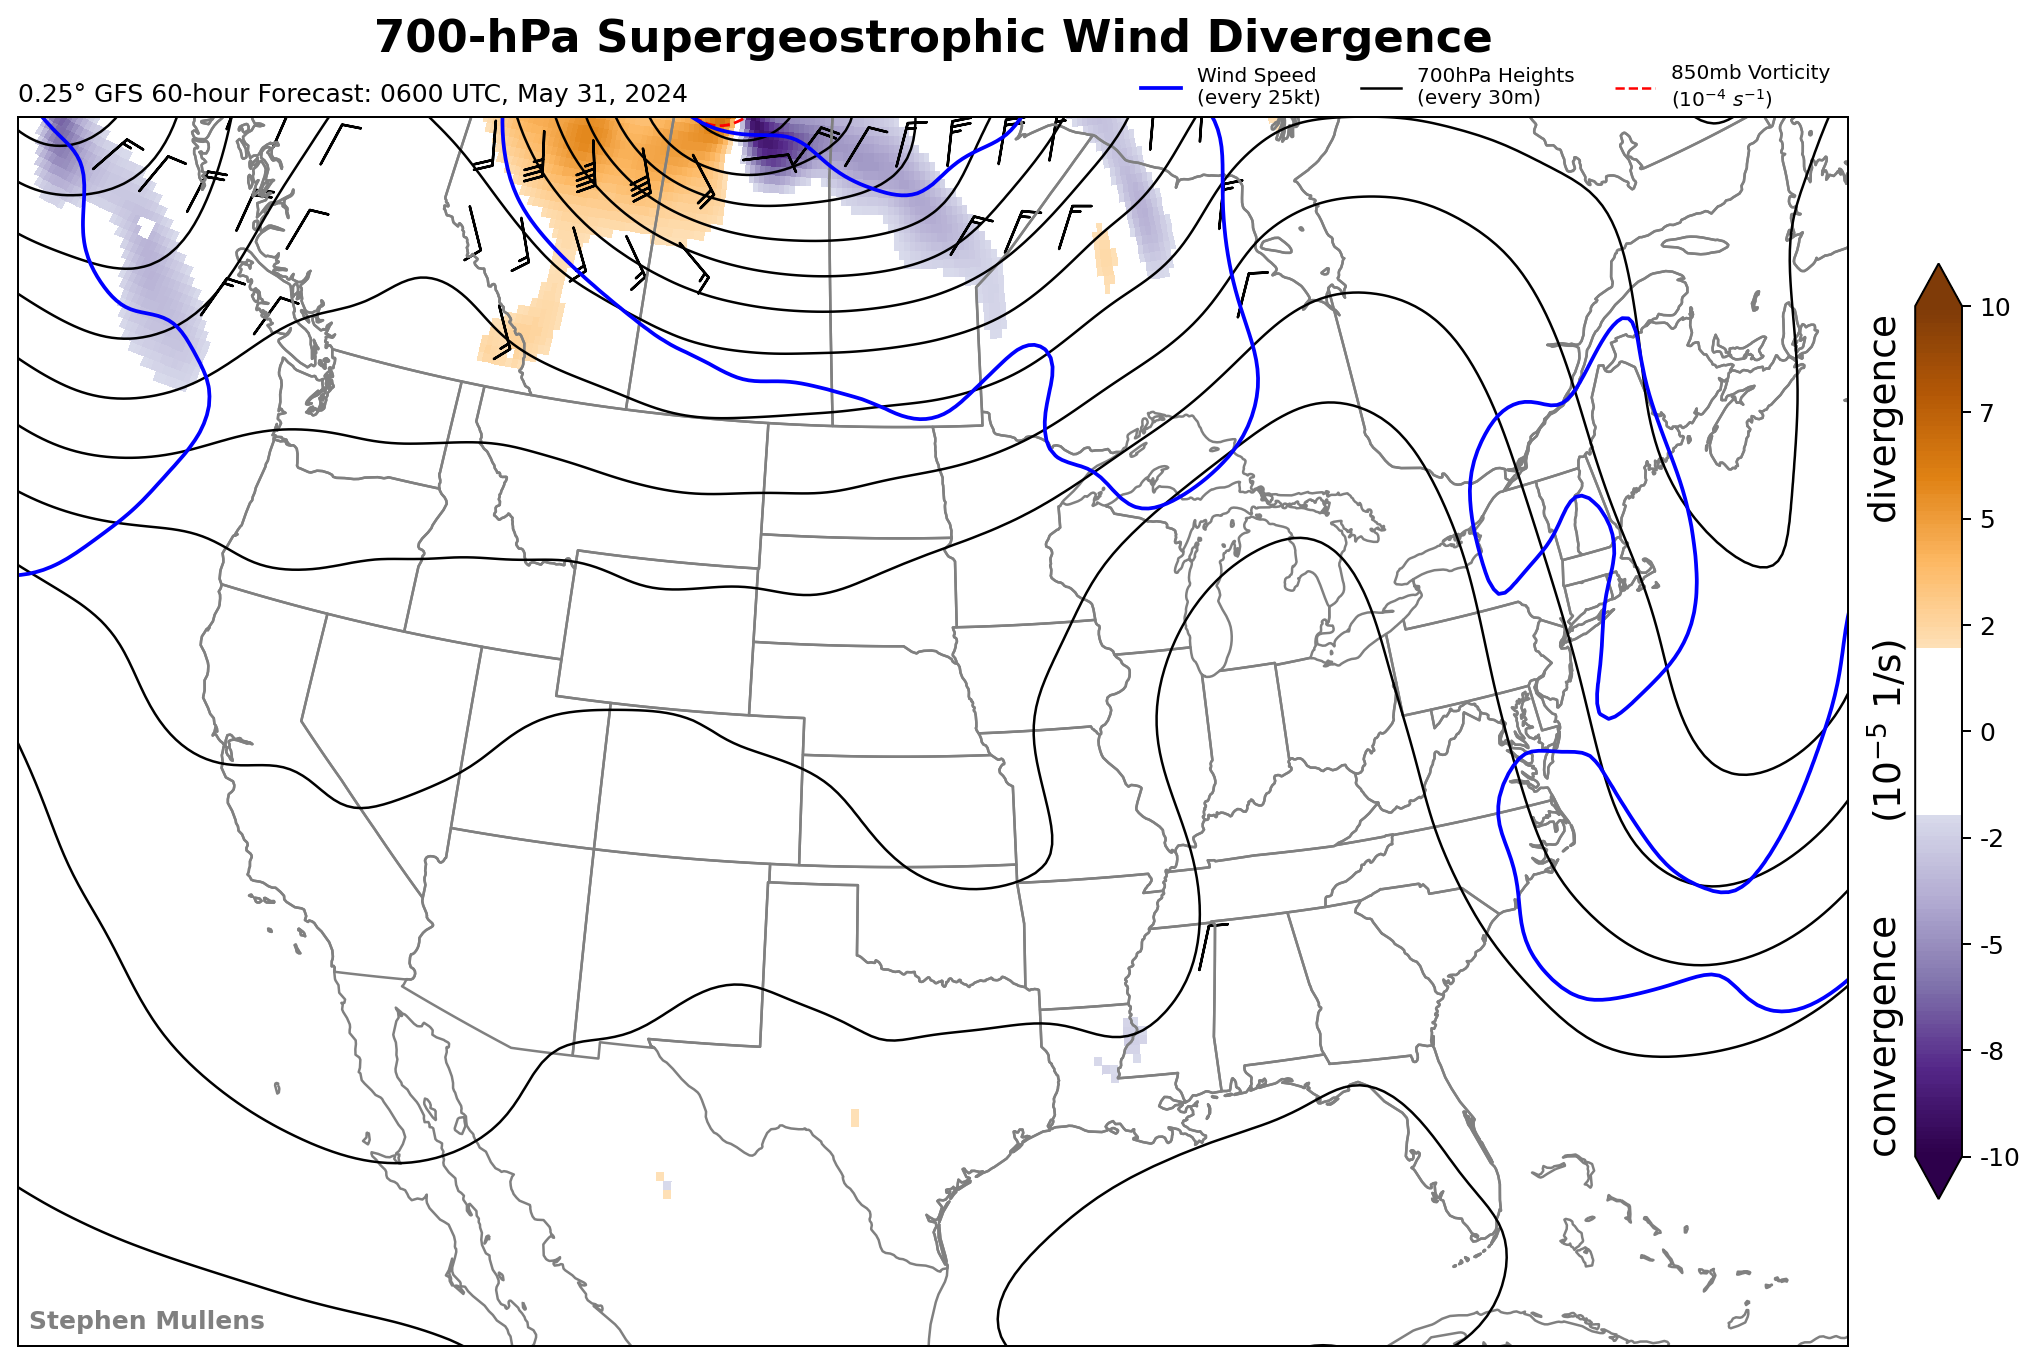 700-hPa Supergeostrophic Wind Divergence
0.25° GFS 60-hour Forecast: 0600 UTC, May 31, 2024
Wind Speed
(every 25kt)
700hPa Heights
(every 30m)
850mb Vorticity
(10⁻⁴ s⁻¹)
10
7
5
2
0
-2
-5
-8
-10
convergence (10⁻⁵ 1/s) divergence
Stephen Mullens